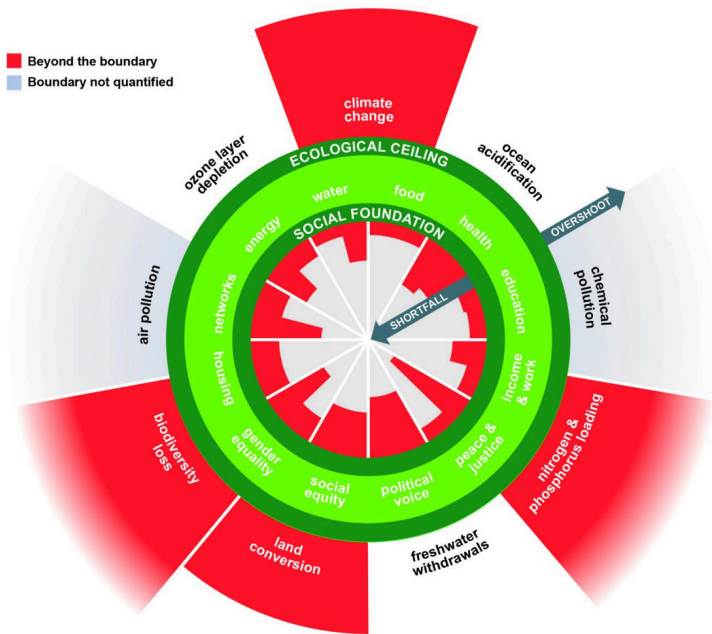 Beyond the boundary
Boundary not quantified
climate
change
ozone layer
depletion
ocean
acidification
ECOLOGICAL CEILING
water
food
energy
health
SOCIAL FOUNDATION
OVERSHOOT
air pollution
networks
education
SHORTFALL
chemical
pollution
housing
income
& work
biodiversity
loss
gender
equality
peace &
justice
nitrogen &
phosphorus loading
social
equity
political
voice
land
conversion
freshwater
withdrawals